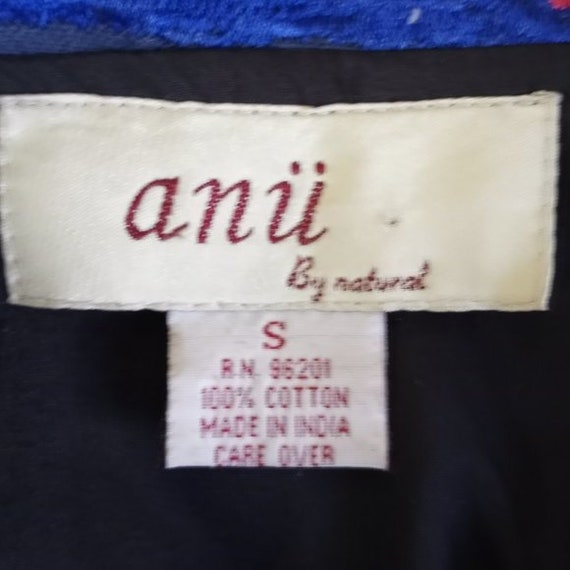 anü
By natural
S
R.N. 96201
100% COTTON
MADE IN INDIA
CARE OVER